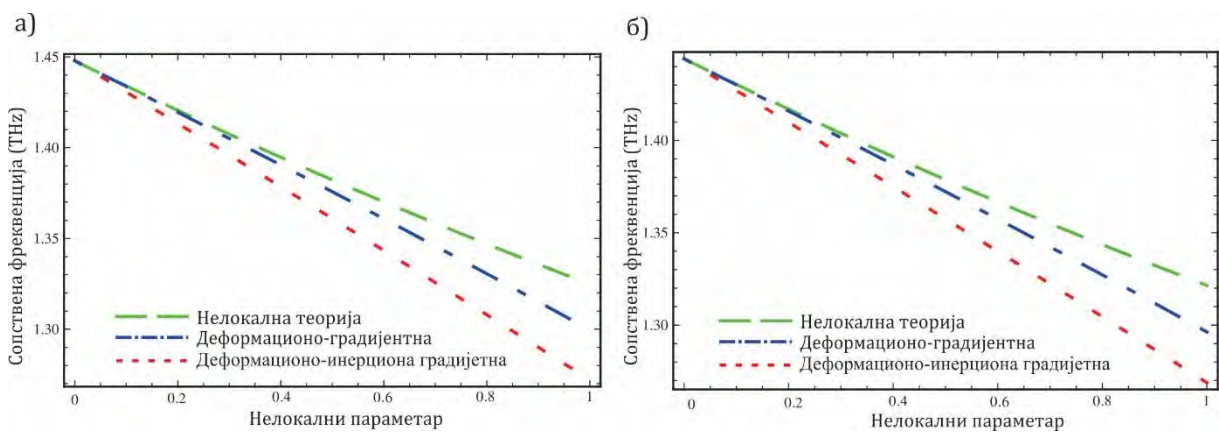 а)
Сопствена фреквенција (THz)
1.45
1.40
1.35
1.30
Нелокална теорија
Деформационо-градијентна
Деформационо-инерциона градијетна
0
0.2
0.4
0.6
0.8
1
Нелокални параметар
б)
Сопствена фреквенција (THz)
1.40
1.35
1.30
Нелокална теорија
Деформационо-градијентна
Деформационо-инерциона градијетна
0
0.2
0.4
0.6
0.8
1
Нелокални параметар